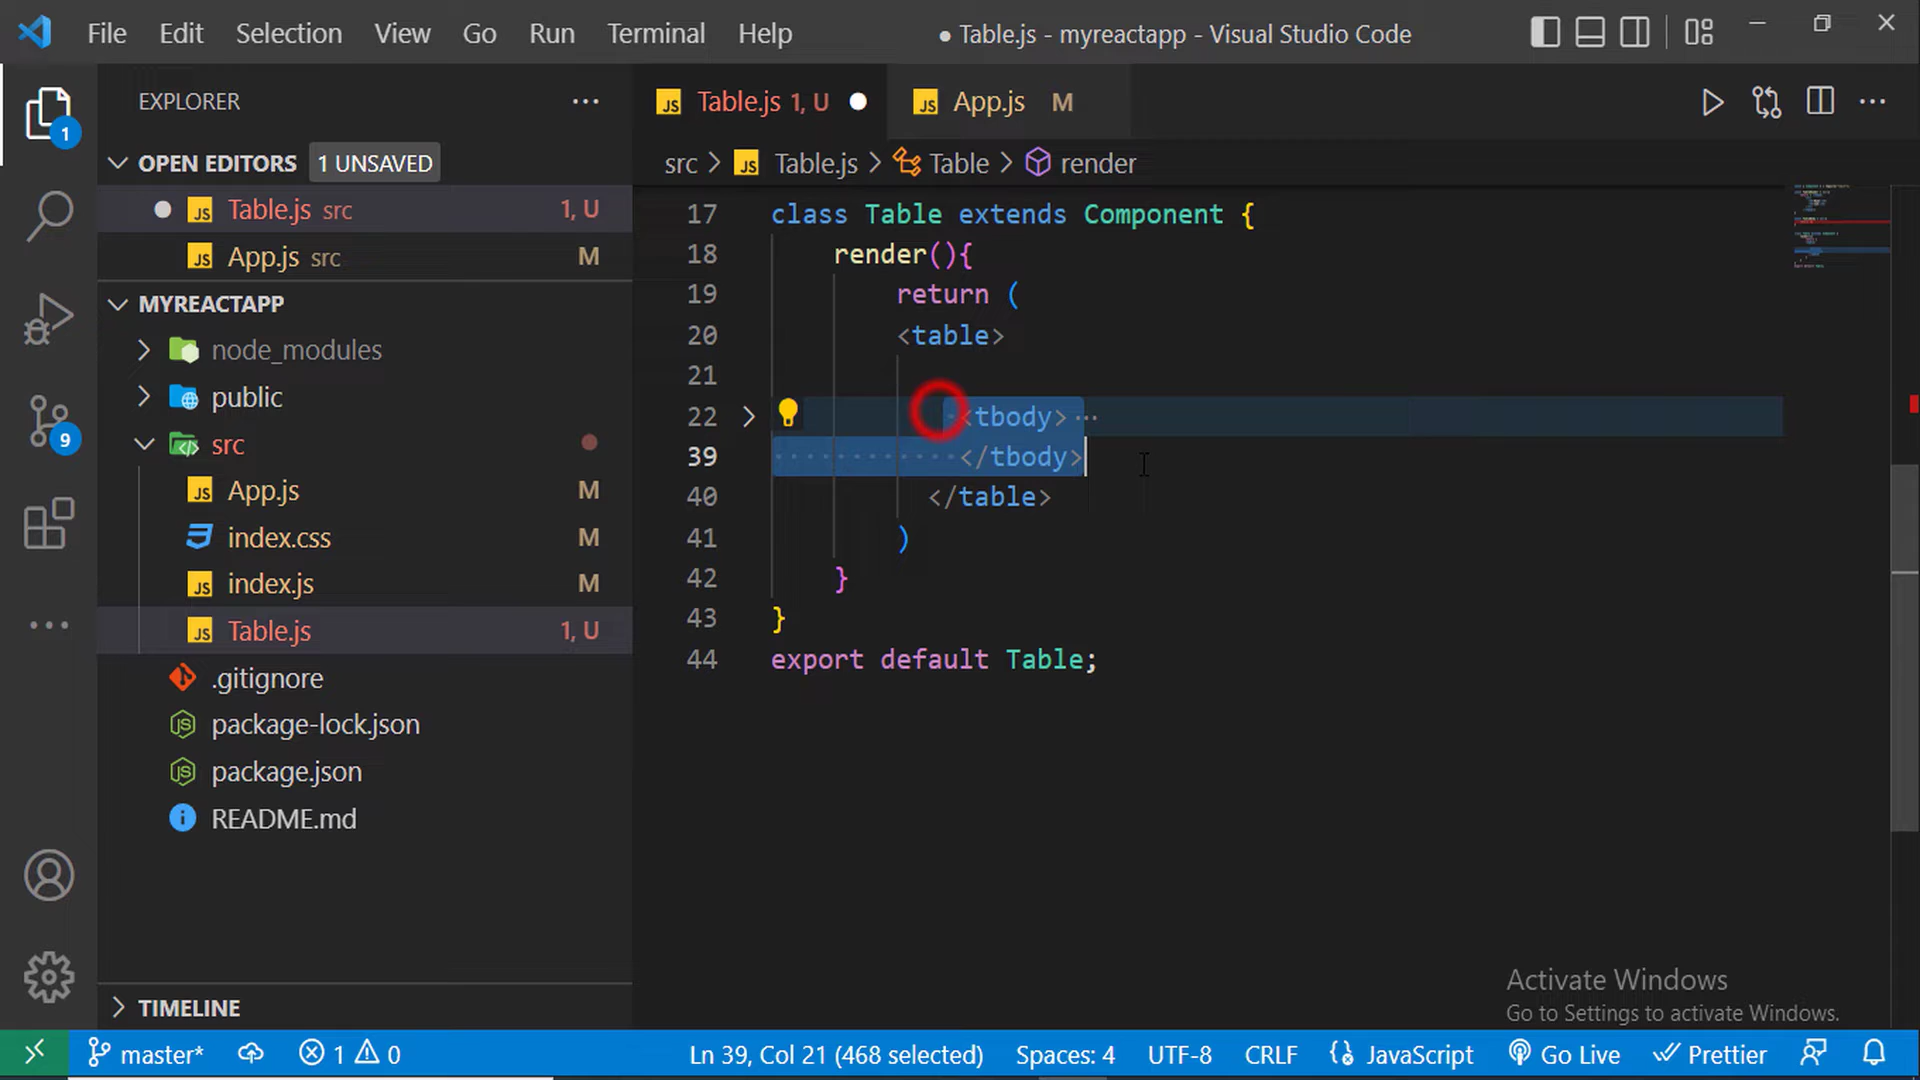 File Edit Selection View Go Run Terminal Help
● Table.js - myreactapp - Visual Studio Code
EXPLORER
OPEN EDITORS 1 UNSAVED
Table.js src 1, U
App.js src M
MYREACTAPP
node_modules
public
src
App.js M
index.css M
index.js M
Table.js 1, U
.gitignore
package-lock.json
package.json
README.md
TIMELINE
1
9
Table.js 1, U
App.js M
src > Table.js > Table > render
17 class Table extends Component {
18 render(){
19 return (
20 <table>
21
22 <tbody> ···
39 </tbody>
40 </table>
41 )
42 }
43 }
44 export default Table;
Activate Windows
Go to Settings to activate Windows.
master* 1 0 Ln 39, Col 21 (468 selected) Spaces: 4 UTF-8 CRLF JavaScript Go Live Prettier